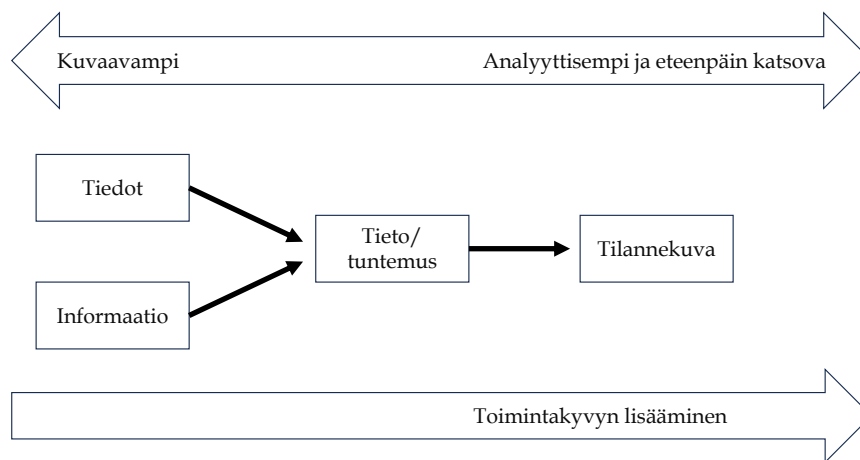 Kuvaavampi
Analyyttisempi ja eteenpäin katsova
Tiedot
Tieto/
tuntemus
Tilannekuva
Informaatio
Toimintakyvyn lisääminen